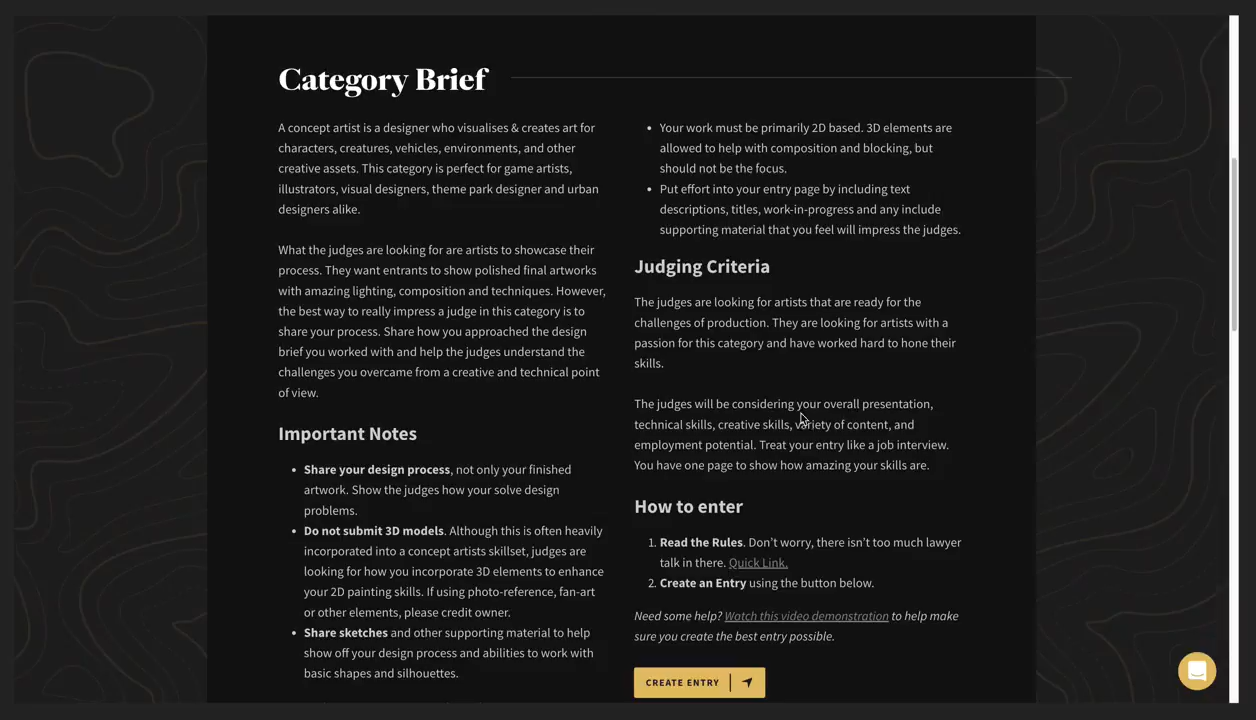 Category Brief
A concept artist is a designer who visualises & creates art for
characters, creatures, vehicles, environments, and other
creative assets. This category is perfect for game artists,
illustrators, visual designers, theme park designer and urban
designers alike.
What the judges are looking for are artists to showcase their
process. They want entrants to show polished final artworks
with amazing lighting, composition and techniques. However,
the best way to really impress a judge in this category is to
share your process. Share how you approached the design
brief you worked with and help the judges understand the
challenges you overcame from a creative and technical point
of view.
Important Notes
• Share your design process, not only your finished
artwork. Show the judges how your solve design
problems.
• Do not submit 3D models. Although this is often heavily
incorporated into a concept artists skillset, judges are
looking for how you incorporate 3D elements to enhance
your 2D painting skills. If using photo-reference, fan-art
or other elements, please credit owner.
• Share sketches and other supporting material to help
show off your design process and abilities to work with
basic shapes and silhouettes.
• Your work must be primarily 2D based. 3D elements are
allowed to help with composition and blocking, but
should not be the focus.
• Put effort into your entry page by including text
descriptions, titles, work-in-progress and any include
supporting material that you feel will impress the judges.
Judging Criteria
The judges are looking for artists that are ready for the
challenges of production. They are looking for artists with a
passion for this category and have worked hard to hone their
skills.
The judges will be considering your overall presentation,
technical skills, creative skills, variety of content, and
employment potential. Treat your entry like a job interview.
You have one page to show how amazing your skills are.
How to enter
1. Read the Rules. Don't worry, there isn't too much lawyer
talk in there. Quick Link.
2. Create an Entry using the button below.
Need some help? Watch this video demonstration to help make
sure you create the best entry possible.
CREATE ENTRY